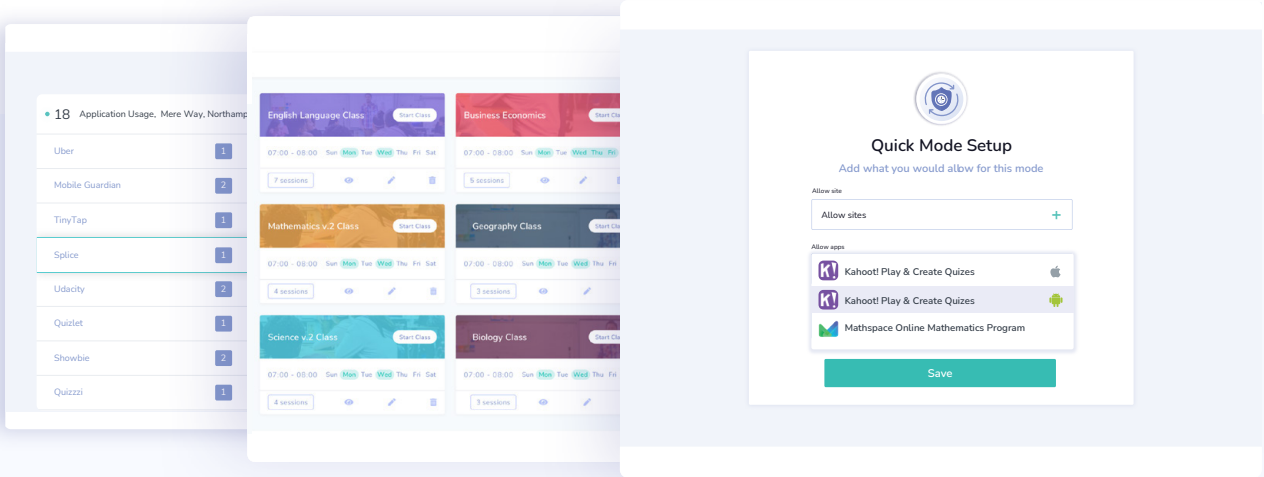 18 Application Usage, Mere Way, Northamp
Uber 1
Mobile Guardian 2
TinyTap 1
Splice 1
Udacity 2
Quizlet 1
Showbie 2
Quizzzi 1
English Language Class Start Class
07:00 - 08:00 Sun Mon Tue Wed Thu Fri Sat
7 sessions
Business Economics Start Clas
07:00 - 08:00 Sun Mon Tue Wed Thu Fri
5 sessions
Mathematics v.2 Class Start Class
07:00 - 08:00 Sun Mon Tue Wed Thu Fri Sat
4 sessions
Geography Class Start Clas
07:00 - 08:00 Sun Mon Tue Wed Thu Fri
3 sessions
Science v.2 Class Start Class
07:00 - 08:00 Sun Mon Tue Wed Thu Fri Sat
4 sessions
Biology Class Start Clas
07:00 - 08:00 Sun Mon Tue Wed Thu Fri
3 sessions
Quick Mode Setup
Add what you would allow for this mode
Allow site
Allow sites +
Allow apps
K! Kahoot! Play & Create Quizes
K! Kahoot! Play & Create Quizes
Mathspace Online Mathematics Program
Save